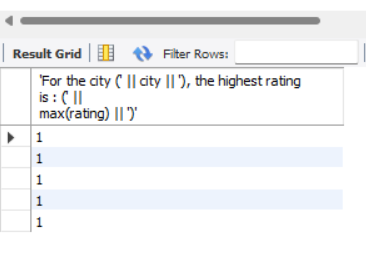 Result Grid Filter Rows:
'For the city (' || city || '), the highest rating
is : (' ||
max(rating) || ')'
1
1
1
1
1